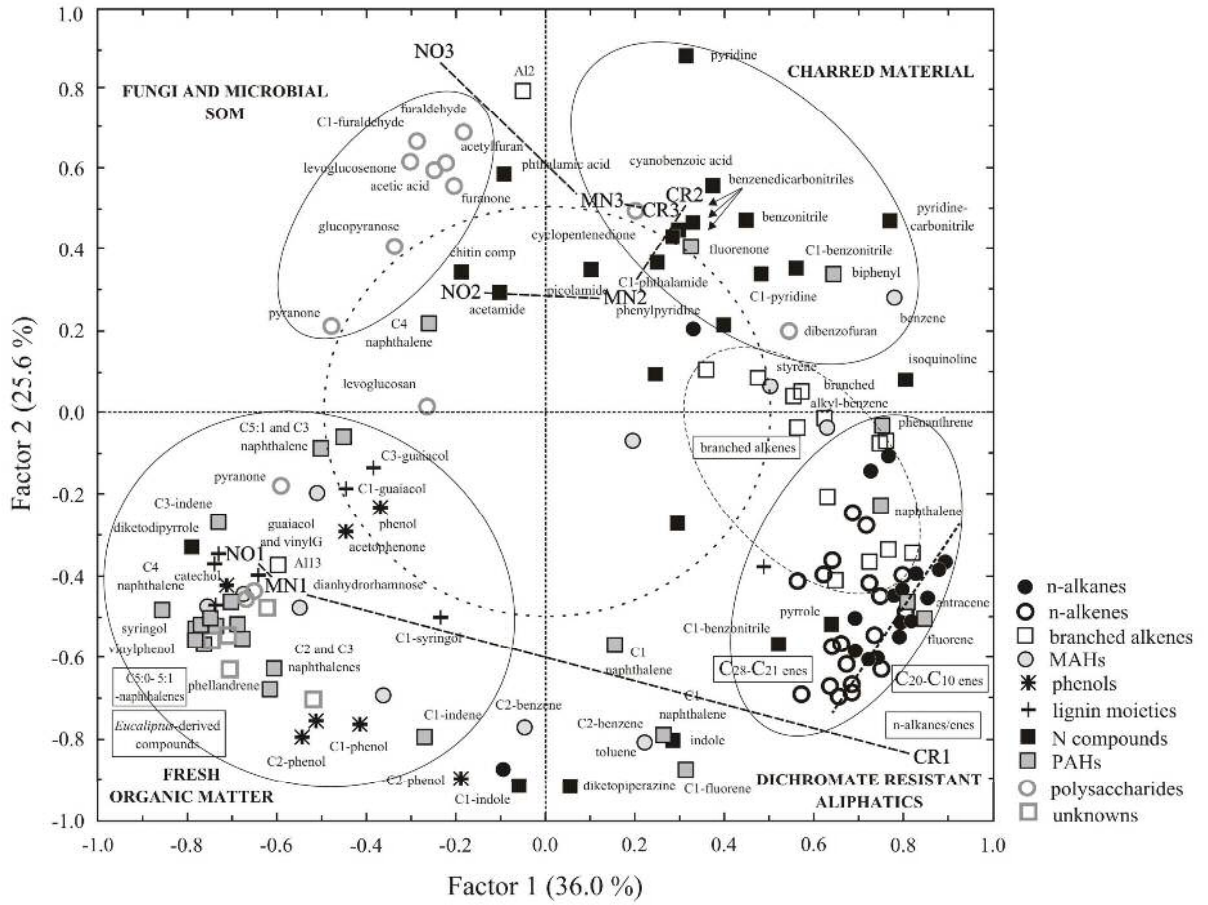 1.0
0.8
0.6
0.4
0.2
0.0
-0.2
-0.4
-0.6
-0.8
-1.0
Factor 2 (25.6 %)
NO3
Al2
pyridine
CHARRED MATERIAL
FUNGI AND MICROBIAL
SOM
furaldehyde
C1-furaldehyde
acetylfuran
levoglucosenone
acetic acid
furanone
phthalamic acid
cyanobenzoic acid
benzenedicarbonitriles
MN3
CR2
CR3
benzonitrile
pyridine-
carbonitrile
glucopyranose
cyclopentenedione
fluorenone
C1-benzonitrile
chitin comp
C1-phthalamide
biphenyl
NO2
picolamide
MN2
C1-pyridine
acetamide
phenylpyridine
benzene
pyranone
C4
naphthalene
dibenzofuran
isoquinoline
styrene
levoglucosan
branched
alkyl-benzene
C5:1 and C3
naphthalene
phenanthrene
branched alkenes
C3-guaiacol
pyranone
C1-guaiacol
C3-indene
guaiacol
and vinylG
phenol
naphthalene
diketodipyrrole
acetophenone
NO1
Al13
C4
naphthalene
catechol
MN1
dianhydrorhamnose
antracene
syringol
C1-syringol
pyrrole
C1-benzonitrile
vinylphenol
fluorene
C2 and C3
naphthalenes
C1
naphthalene
C28-C21 enes
C20-C10 enes
C5:0- 5:1
-naphthalenes
phellandrene
n-alkanes/enes
Eucaliptus-derived
compounds
C1-indene
C2-benzene
C1
naphthalene
C1-phenol
C2-benzene
indole
C2-phenol
toluene
CR1
FRESH
ORGANIC MATTER
C2-phenol
C1-indole
diketopiperazine
C1-fluorene
DICHROMATE RESISTANT
ALIPHATICS
-1.0 -0.8 -0.6 -0.4 -0.2 0.0 0.2 0.4 0.6 0.8 1.0
Factor 1 (36.0 %)
n-alkanes
n-alkenes
branched alkenes
MAHs
phenols
lignin moietics
N compounds
PAHs
polysaccharides
unknowns